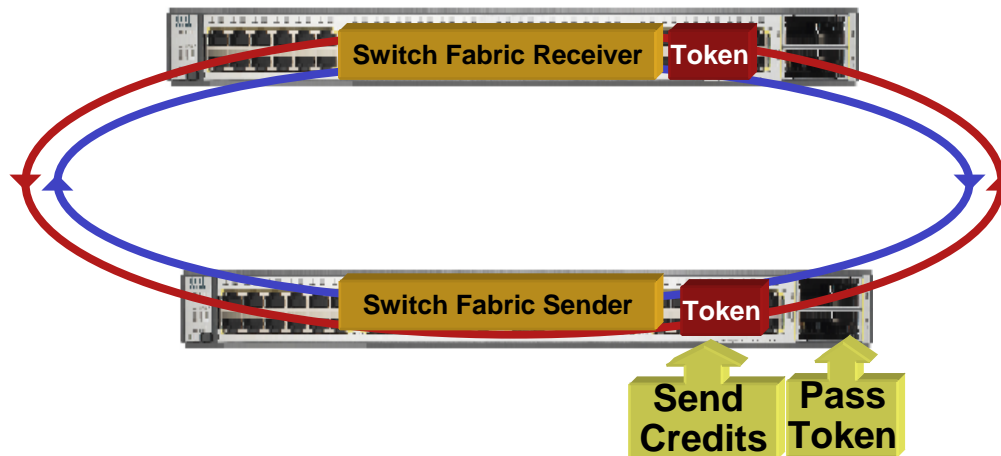 Switch Fabric Receiver
Token
Switch Fabric Sender
Token
Send
Credits
Pass
Token